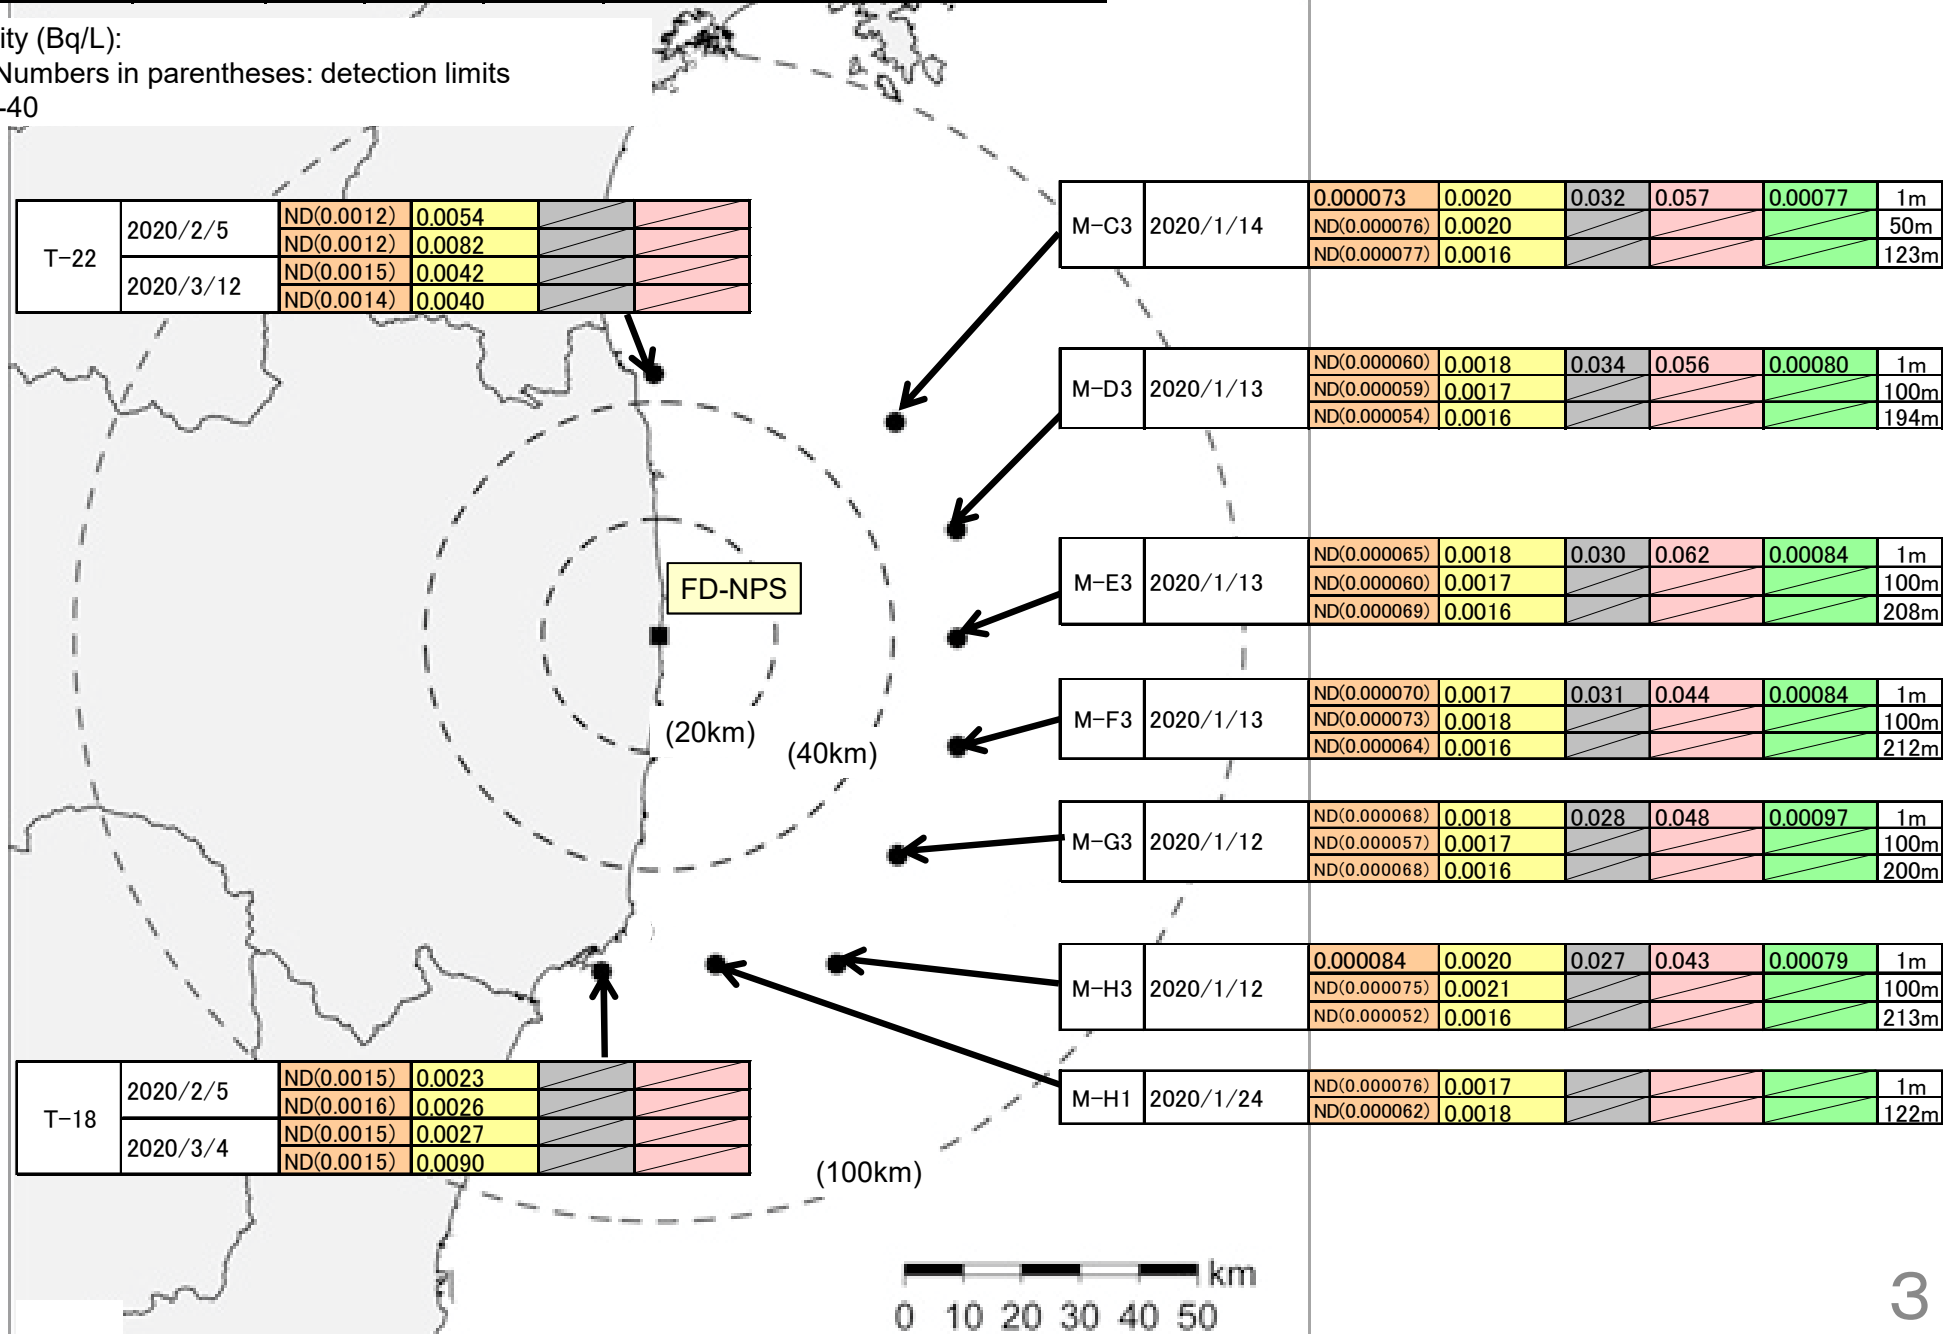 ity (Bq/L):
Numbers in parentheses: detection limits
-40
T-22
2020/2/5
ND(0.0012) 0.0054
ND(0.0012) 0.0082
2020/3/12
ND(0.0015) 0.0042
ND(0.0014) 0.0040
M-C3 2020/1/14
0.000073 0.0020 0.032 0.057 0.00077 1m
ND(0.000076) 0.0020 50m
ND(0.000077) 0.0016 123m
M-D3 2020/1/13
ND(0.000060) 0.0018 0.034 0.056 0.00080 1m
ND(0.000059) 0.0017 100m
ND(0.000054) 0.0016 194m
M-E3 2020/1/13
ND(0.000065) 0.0018 0.030 0.062 0.00084 1m
ND(0.000060) 0.0017 100m
ND(0.000069) 0.0016 208m
FD-NPS
(20km)
(40km)
M-F3 2020/1/13
ND(0.000070) 0.0017 0.031 0.044 0.00084 1m
ND(0.000073) 0.0018 100m
ND(0.000064) 0.0016 212m
M-G3 2020/1/12
ND(0.000068) 0.0018 0.028 0.048 0.00097 1m
ND(0.000057) 0.0017 100m
ND(0.000068) 0.0016 200m
M-H3 2020/1/12
0.000084 0.0020 0.027 0.043 0.00079 1m
ND(0.000075) 0.0021 100m
ND(0.000052) 0.0016 213m
M-H1 2020/1/24
ND(0.000076) 0.0017 1m
ND(0.000062) 0.0018 122m
T-18
2020/2/5
ND(0.0015) 0.0023
ND(0.0016) 0.0026
2020/3/4
ND(0.0015) 0.0027
ND(0.0015) 0.0090
(100km)
km
0 10 20 30 40 50
3